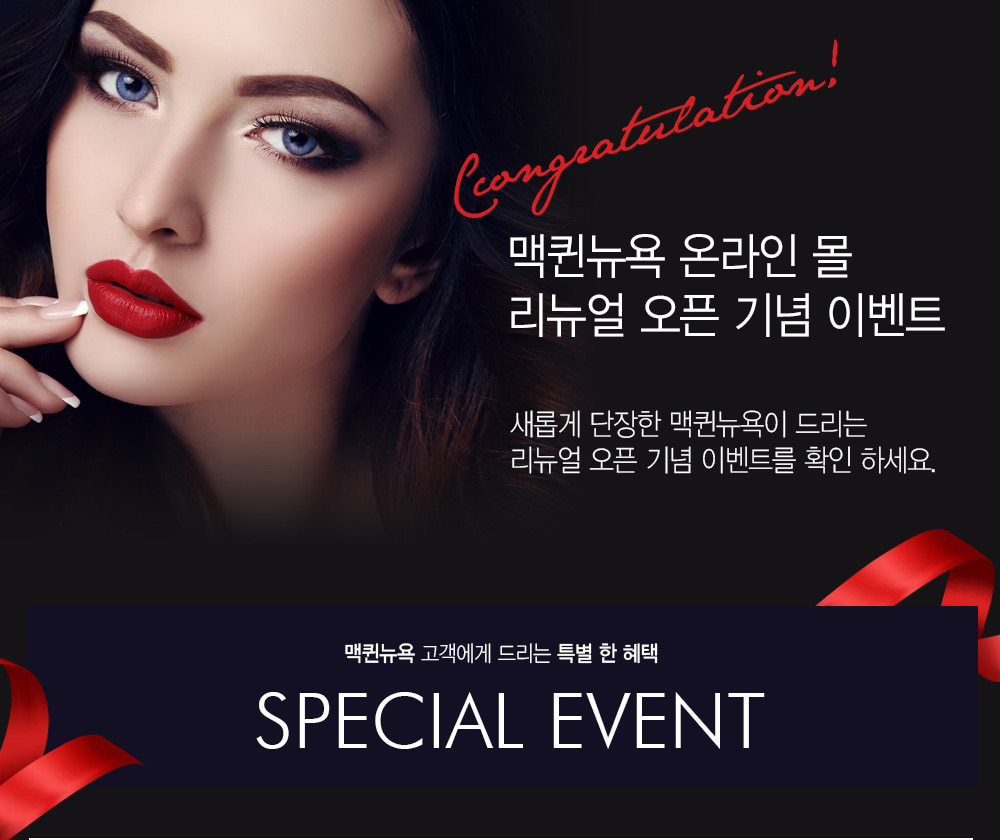 Congratulation!
맥퀸뉴욕 온라인 몰
리뉴얼 오픈 기념 이벤트
새롭게 단장한 맥퀸뉴욕이 드리는
리뉴얼 오픈 기념 이벤트를 확인 하세요.
맥퀸뉴욕 고객에게 드리는 특별 한 혜택
SPECIAL EVENT